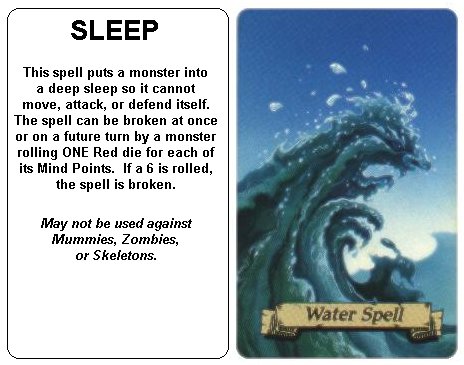 SLEEP
This spell puts a monster into
a deep sleep so it cannot
move, attack, or defend itself.
The spell can be broken at once
or on a future turn by a monster
rolling ONE Red die for each of
its Mind Points.  If a 6 is rolled,
the spell is broken.
May not be used against
Mummies, Zombies,
or Skeletons.
Water Spell